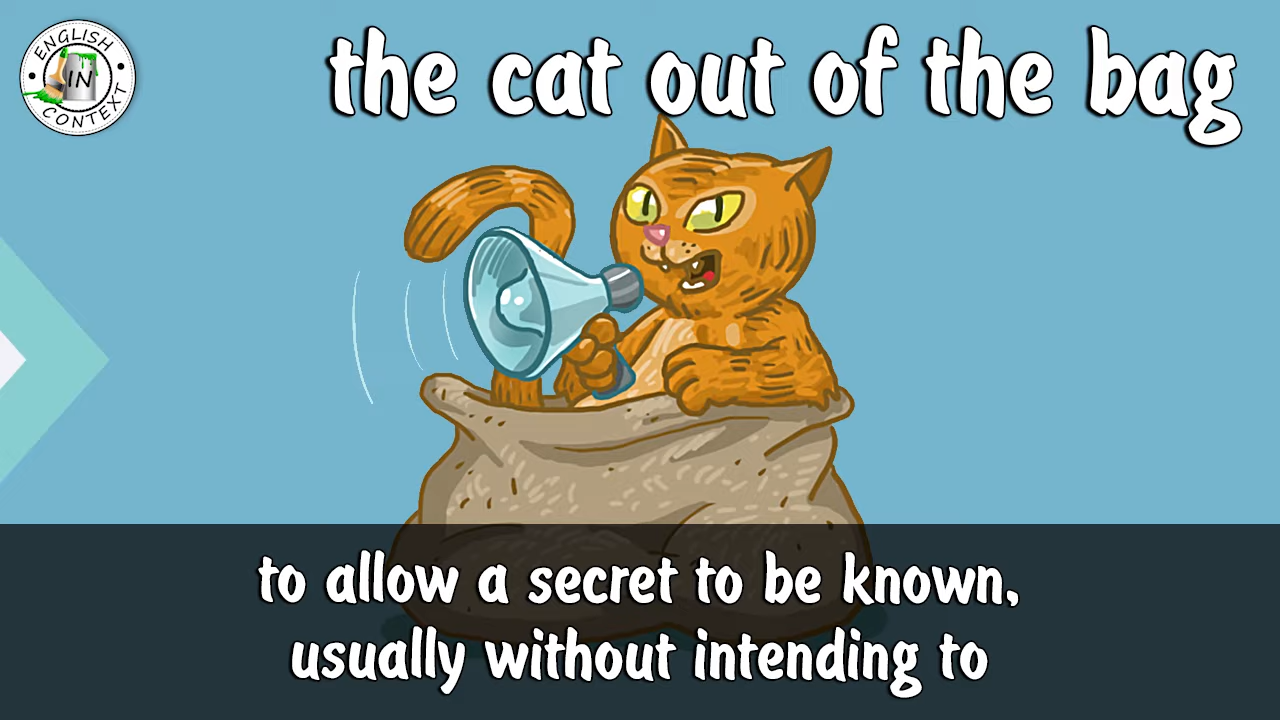 ENGLISH
IN
CONTEXT
the cat out of the bag
to allow a secret to be known,
usually without intending to